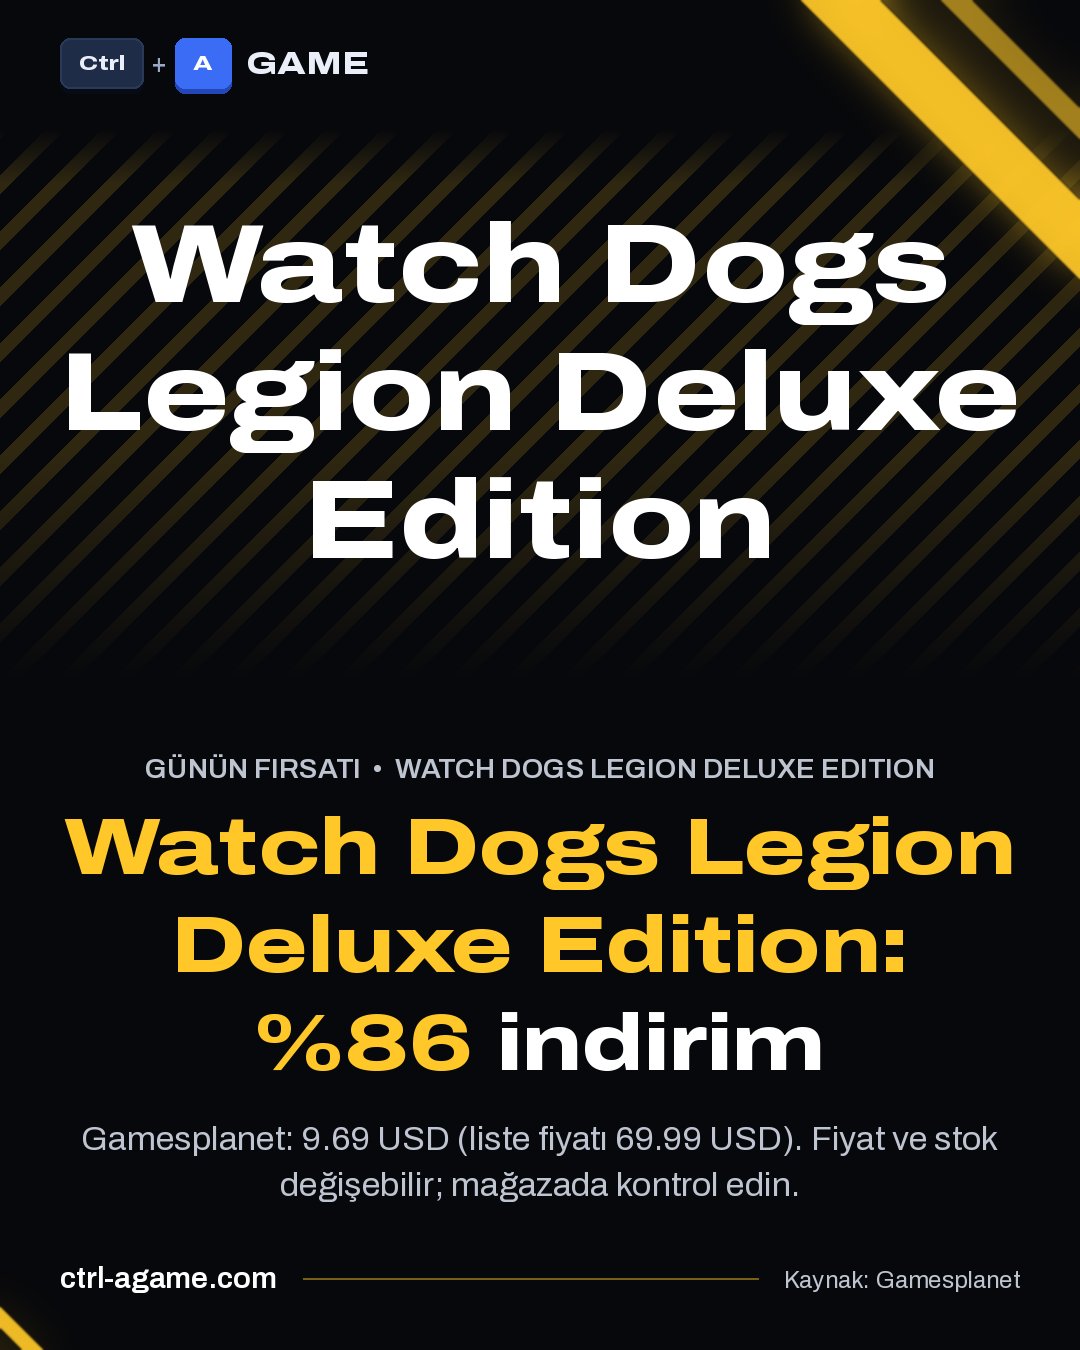 Ctrl + A GAME
Watch Dogs
Legion Deluxe
Edition
GÜNÜN FIRSATI • WATCH DOGS LEGION DELUXE EDITION
Watch Dogs Legion
Deluxe Edition:
%86 indirim
Gamesplanet: 9.69 USD (liste fiyatı 69.99 USD). Fiyat ve stok
değişebilir; mağazada kontrol edin.
ctrl-agame.com
Kaynak: Gamesplanet